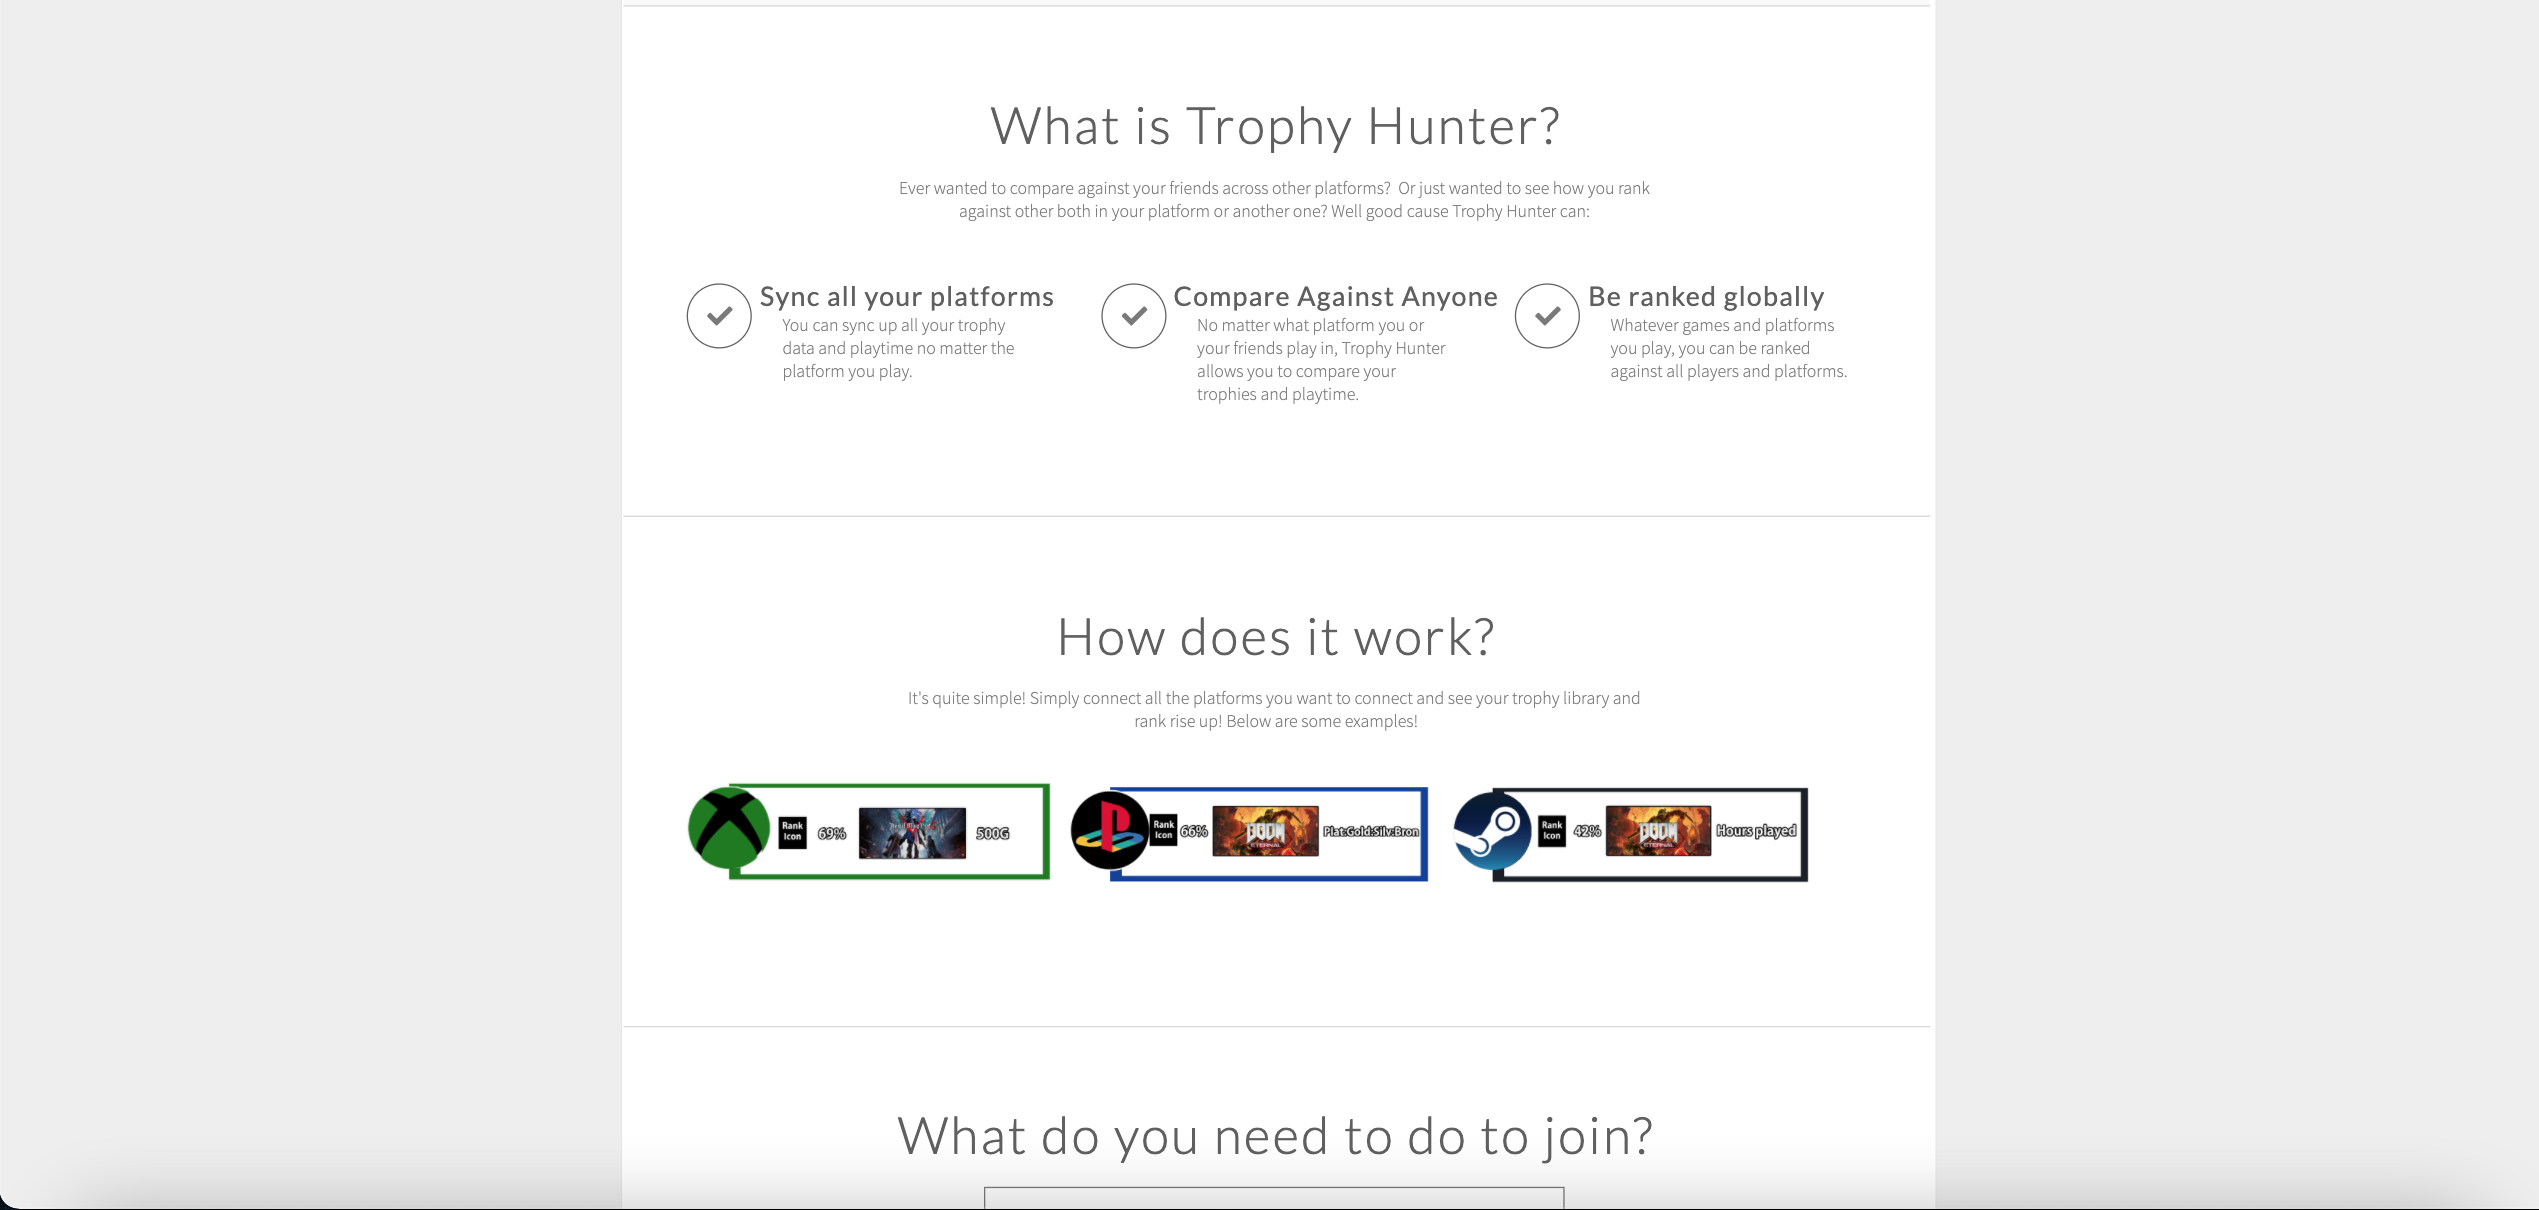 What is Trophy Hunter?
Ever wanted to compare against your friends across other platforms?  Or just wanted to see how you rank
against other both in your platform or another one? Well good cause Trophy Hunter can:
Sync all your platforms
You can sync up all your trophy
data and playtime no matter the
platform you play.
Compare Against Anyone
No matter what platform you or
your friends play in, Trophy Hunter
allows you to compare your
trophies and playtime.
Be ranked globally
Whatever games and platforms
you play, you can be ranked
against all players and platforms.
How does it work?
It's quite simple! Simply connect all the platforms you want to connect and see your trophy library and
rank rise up! Below are some examples!
Rank
Icon
69%
500G
Rank
Icon
66%
DOOM
ETERNAL
Plat:Gold:Silv:Bron
Rank
Icon
42%
DOOM
ETERNAL
Hours played
What do you need to do to join?